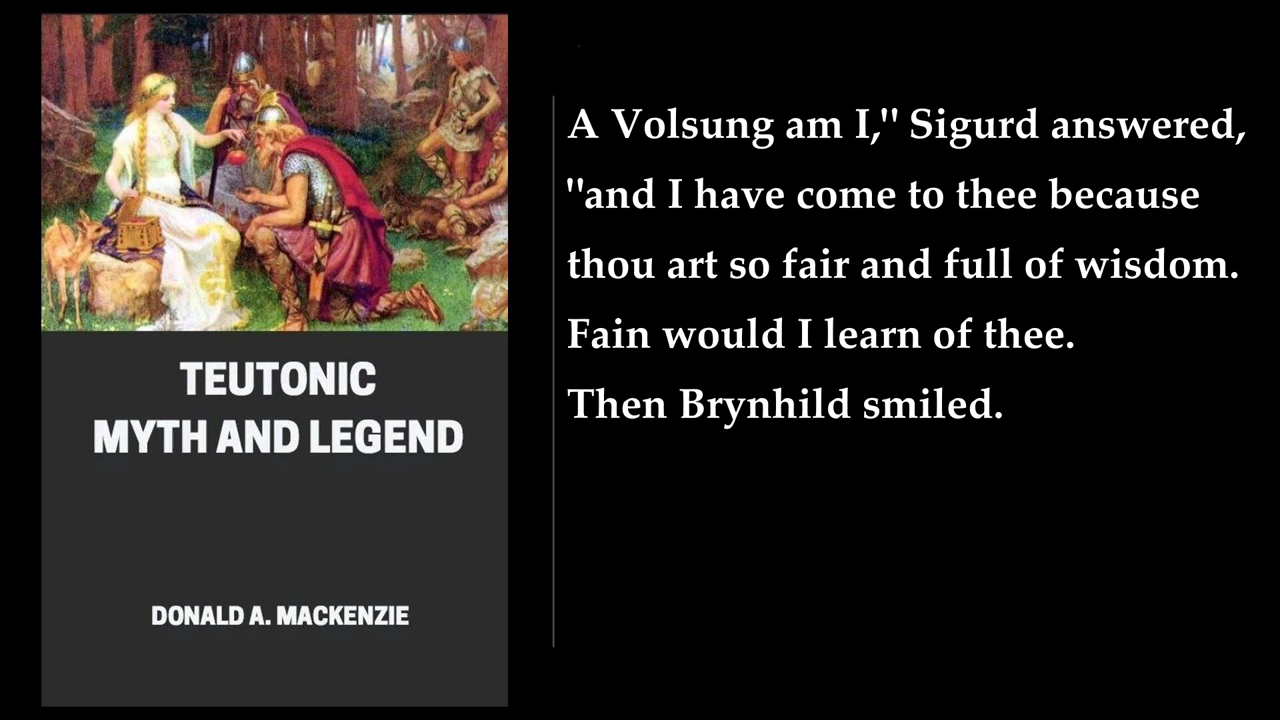 TEUTONIC
MYTH AND LEGEND
DONALD A. MACKENZIE
A Volsung am I," Sigurd answered,
"and I have come to thee because
thou art so fair and full of wisdom.
Fain would I learn of thee.
Then Brynhild smiled.